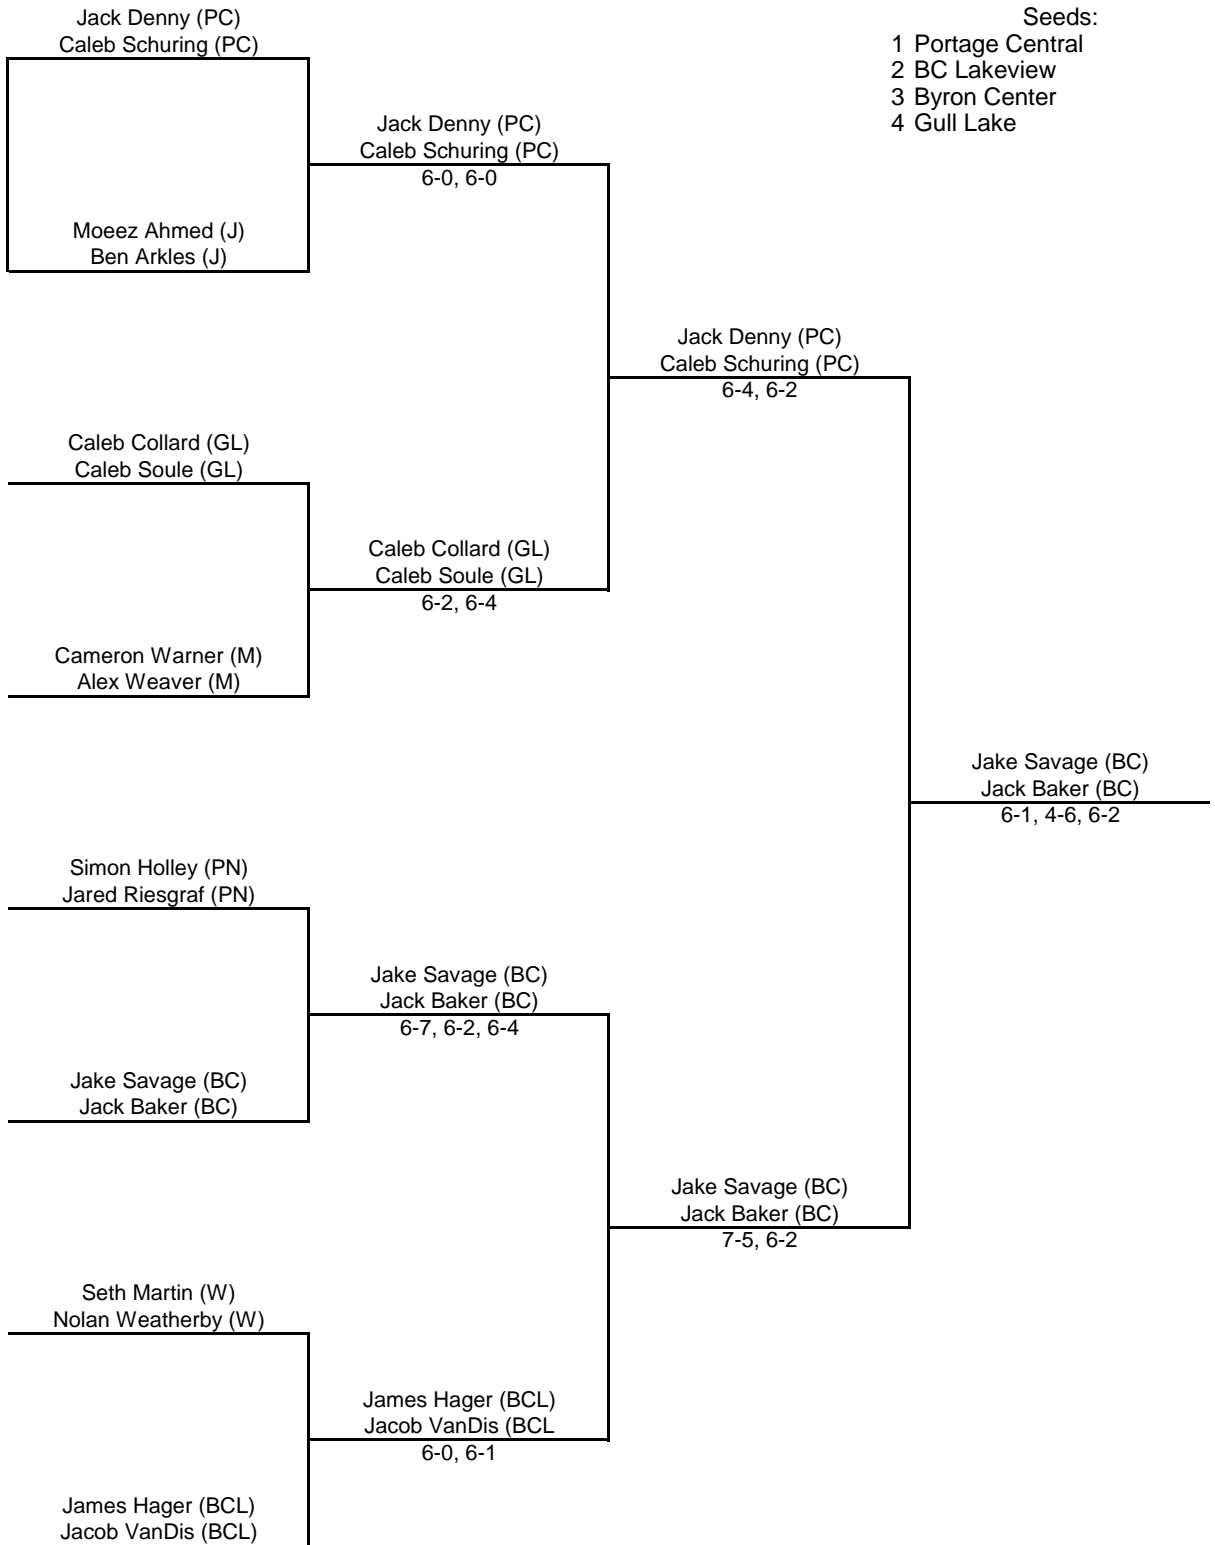 Jack Denny (PC)
Caleb Schuring (PC)
Seeds:
1 Portage Central
2 BC Lakeview
3 Byron Center
4 Gull Lake
Jack Denny (PC)
Caleb Schuring (PC)
6-0, 6-0
Moeez Ahmed (J)
Ben Arkles (J)
Jack Denny (PC)
Caleb Schuring (PC)
6-4, 6-2
Caleb Collard (GL)
Caleb Soule (GL)
Caleb Collard (GL)
Caleb Soule (GL)
6-2, 6-4
Cameron Warner (M)
Alex Weaver (M)
Jake Savage (BC)
Jack Baker (BC)
6-1, 4-6, 6-2
Simon Holley (PN)
Jared Riesgraf (PN)
Jake Savage (BC)
Jack Baker (BC)
6-7, 6-2, 6-4
Jake Savage (BC)
Jack Baker (BC)
Jake Savage (BC)
Jack Baker (BC)
7-5, 6-2
Seth Martin (W)
Nolan Weatherby (W)
James Hager (BCL)
Jacob VanDis (BCL
6-0, 6-1
James Hager (BCL)
Jacob VanDis (BCL)